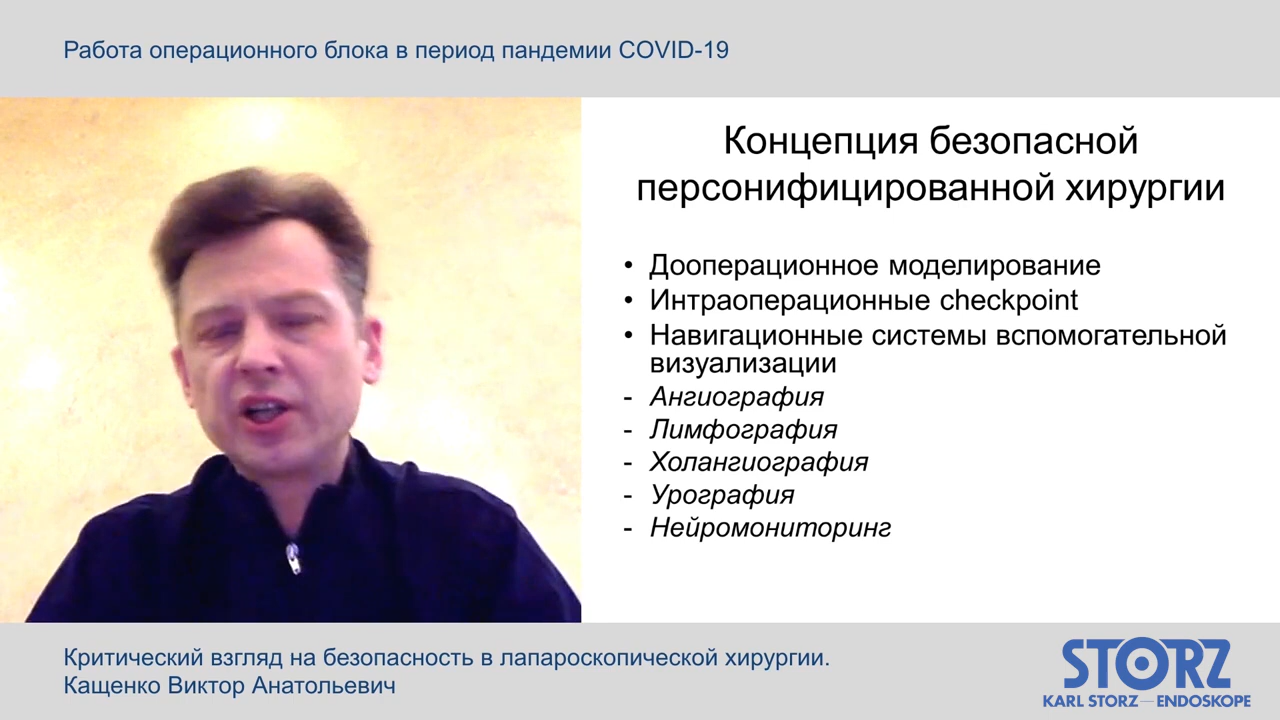 Работа операционного блока в период пандемии COVID-19
Концепция безопасной
персонифицированной хирургии
• Дооперационное моделирование
• Интраоперационные checkpoint
• Навигационные системы вспомогательной
визуализации
- Ангиография
- Лимфография
- Холангиография
- Урография
- Нейромониторинг
Критический взгляд на безопасность в лапароскопической хирургии.
Кащенко Виктор Анатольевич
STORZ
KARL STORZ—ENDOSKOPE